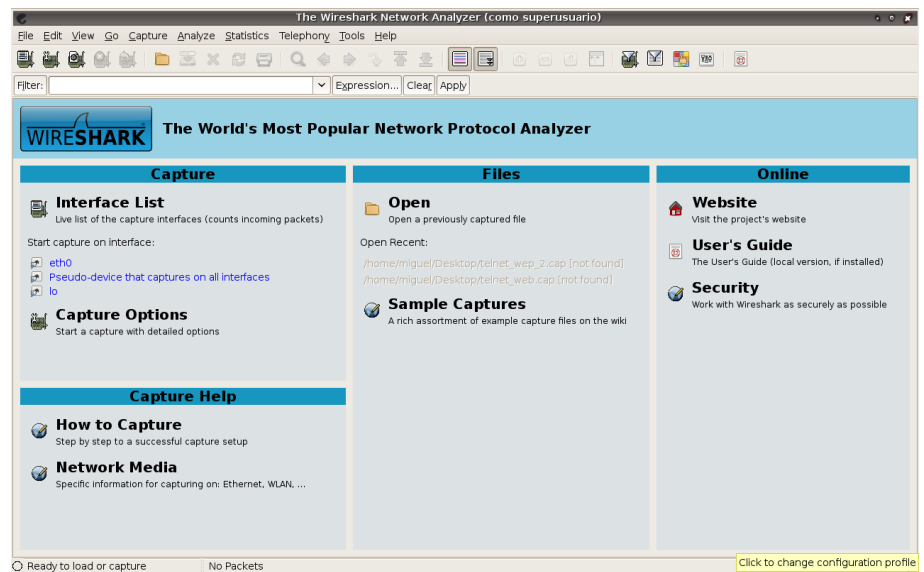 The Wireshark Network Analyzer (como superusuario)
File Edit View Go Capture Analyze Statistics Telephony Tools Help
Filter: Expression... Clear Apply
WIRESHARK The World's Most Popular Network Protocol Analyzer
Capture
Interface List
Live list of the capture interfaces (counts incoming packets)
Start capture on interface:
eth0
Pseudo-device that captures on all interfaces
lo
Capture Options
Start a capture with detailed options
Capture Help
How to Capture
Step by step to a successful capture setup
Network Media
Specific information for capturing on: Ethernet, WLAN, ...
Files
Open
Open a previously captured file
Open Recent:
/home/miguel/Desktop/telnet_wep_2.cap [not found]
/home/miguel/Desktop/telnet_web.cap [not found]
Sample Captures
A rich assortment of example capture files on the wiki
Online
Website
Visit the project's website
User's Guide
The User's Guide (local version, if installed)
Security
Work with Wireshark as securely as possible
Ready to load or capture No Packets
Click to change configuration profile